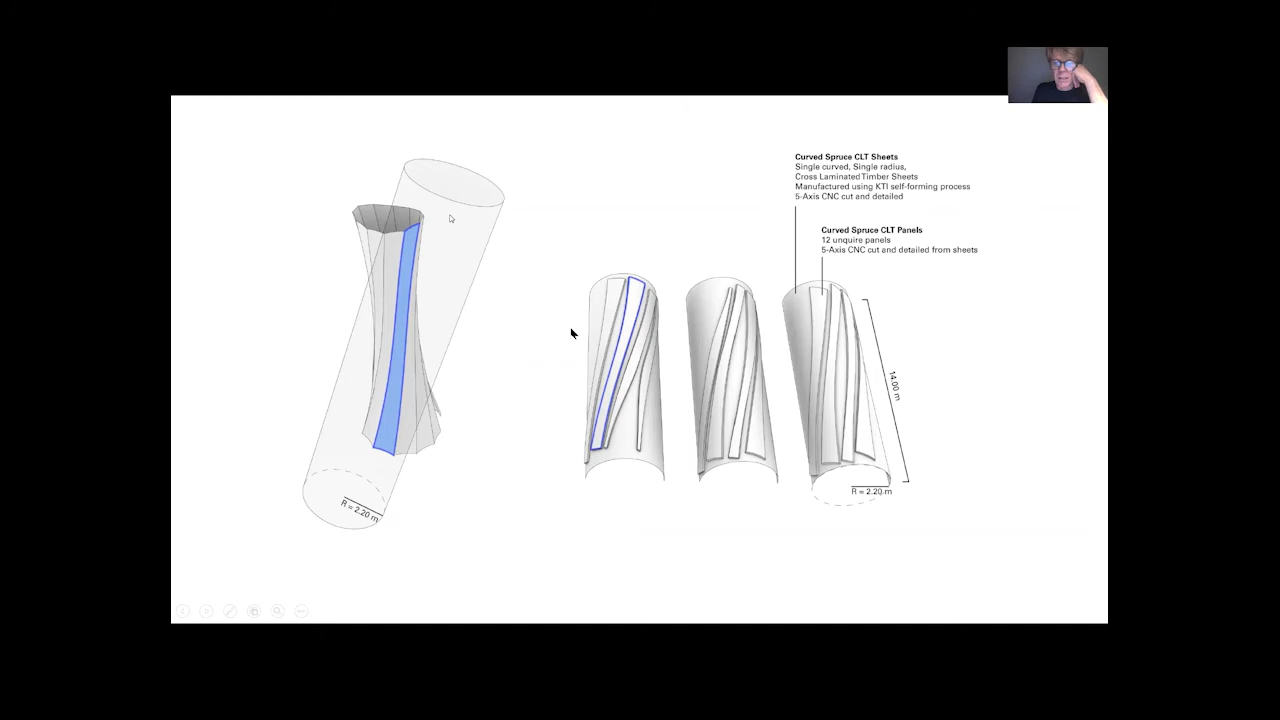 Curved Spruce CLT Sheets
Single curved, Single radius,
Cross Laminated Timber Sheets
Manufactured using KTI self-forming process
5-Axis CNC cut and detailed
Curved Spruce CLT Panels
12 unquire panels
5-Axis CNC cut and detailed from sheets
14.00 m
R = 2.20 m
R = 2.20 m